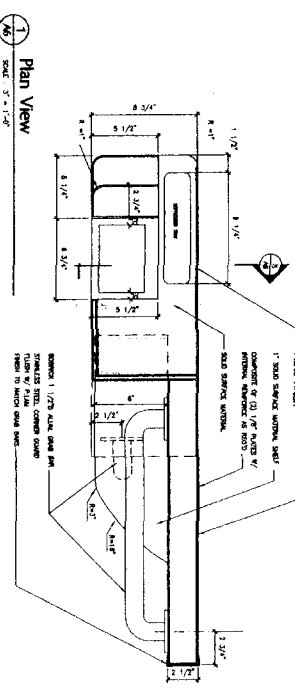 1
A6
Plan View
SCALE : 3" = 1'-0"
8 3/4"
5 1/2"
R =1"
R =1"
1 1/2"
9 1/4"
5 1/4"
2 3/4"
6 3/4"
5 1/2"
6"
2 1/2"
R=3"
R=18"
2 3/4"
2 1/2"
1" SOLID SURFACE MATERIAL SHELF
COMPOSITE OF (2) 1/8" PLATES W/
INTERNAL REINFORCE AS REQ'D
SOLID SURFACE MATERIAL
BOBRICK 1 1/2"D GRAB BAR
STAINLESS STEEL CORNER GUARD
FLUSH W/ P.LAM
FINISH TO MATCH GRAB BARS